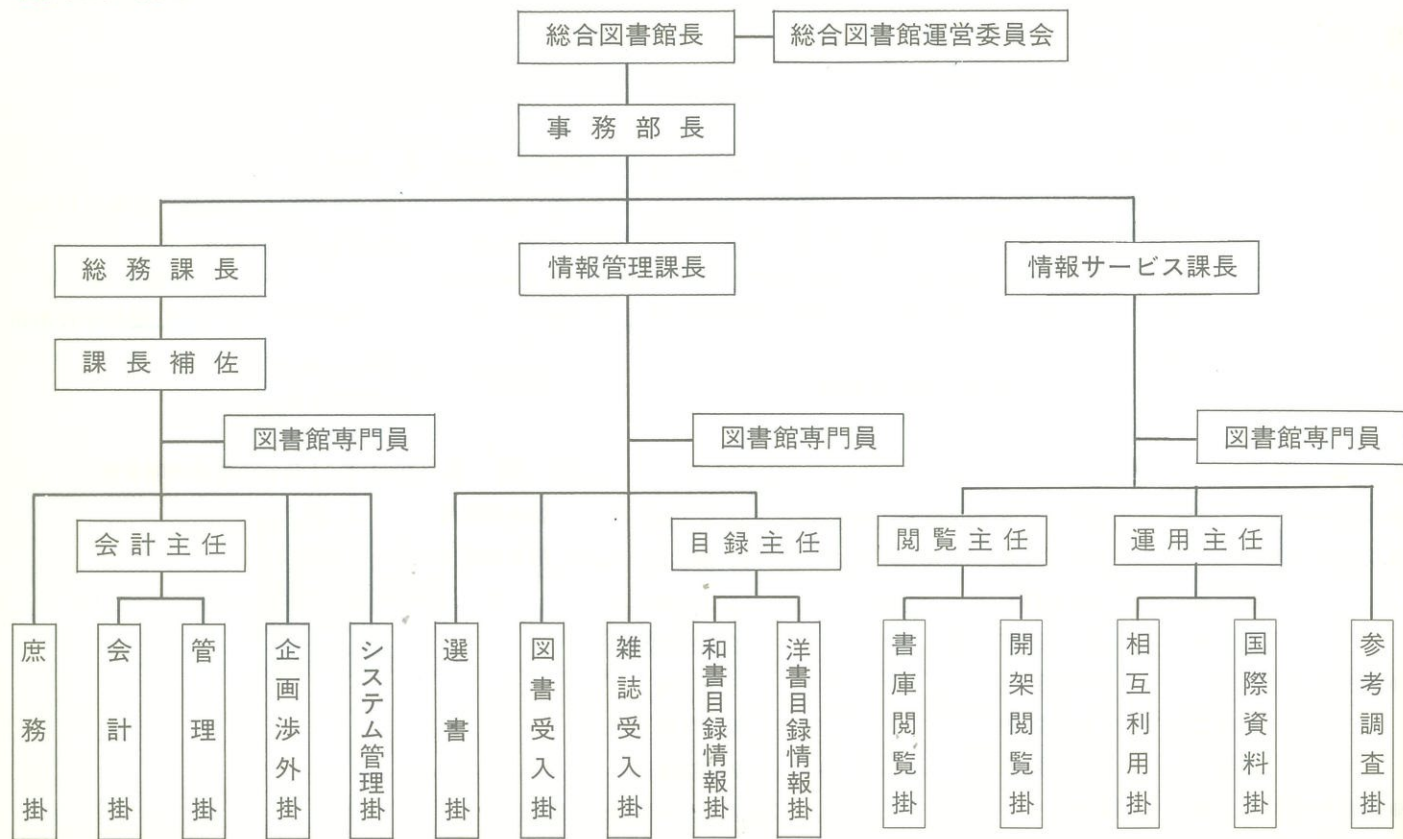 総合図書館長
総合図書館運営委員会
事務部長
総務課長
情報管理課長
情報サービス課長
課長補佐
図書館専門員
図書館専門員
図書館専門員
会計主任
目録主任
閲覧主任
運用主任
庶務掛
会計掛
管理掛
企画渉外掛
システム管理掛
選書掛
図書受入掛
雑誌受入掛
和書目録情報掛
洋書目録情報掛
書庫閲覧掛
開架閲覧掛
相互利用掛
国際資料掛
参考調査掛